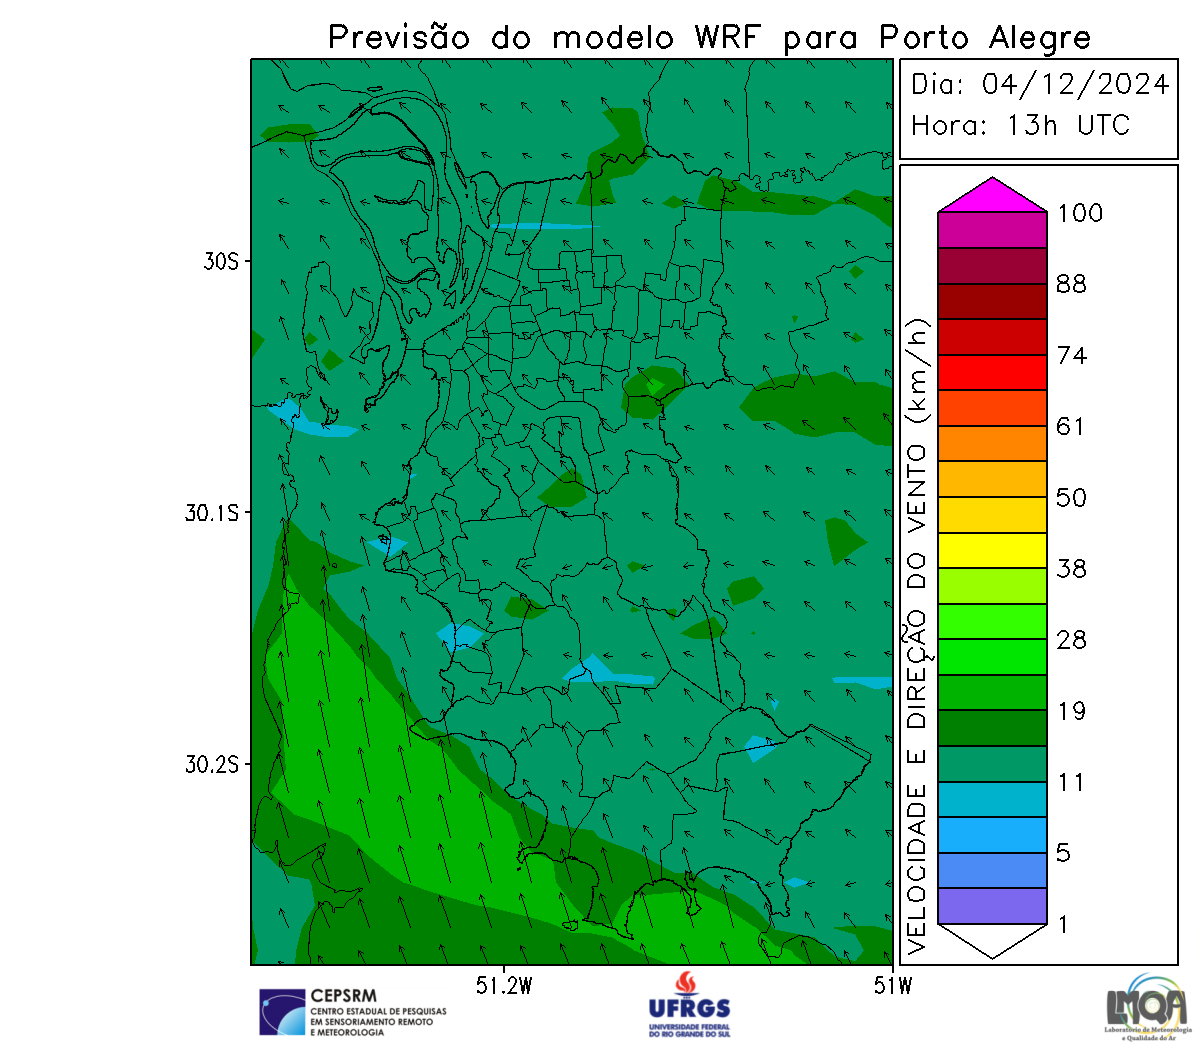 Previsão do modelo WRF para Porto Alegre
Dia: 04/12/2024
Hora: 13h UTC
30S
30.1S
30.2S
51.2W
51W
VELOCIDADE E DIREÇÃO DO VENTO (km/h)
100
88
74
61
50
38
28
19
11
5
1
CEPSRM
CENTRO ESTADUAL DE PESQUISAS
EM SENSORIAMENTO REMOTO
E METEOROLOGIA
UFRGS
UNIVERSIDADE FEDERAL
DO RIO GRANDE DO SUL
LMQA
Laboratório de Meteorologia
e Qualidade do Ar